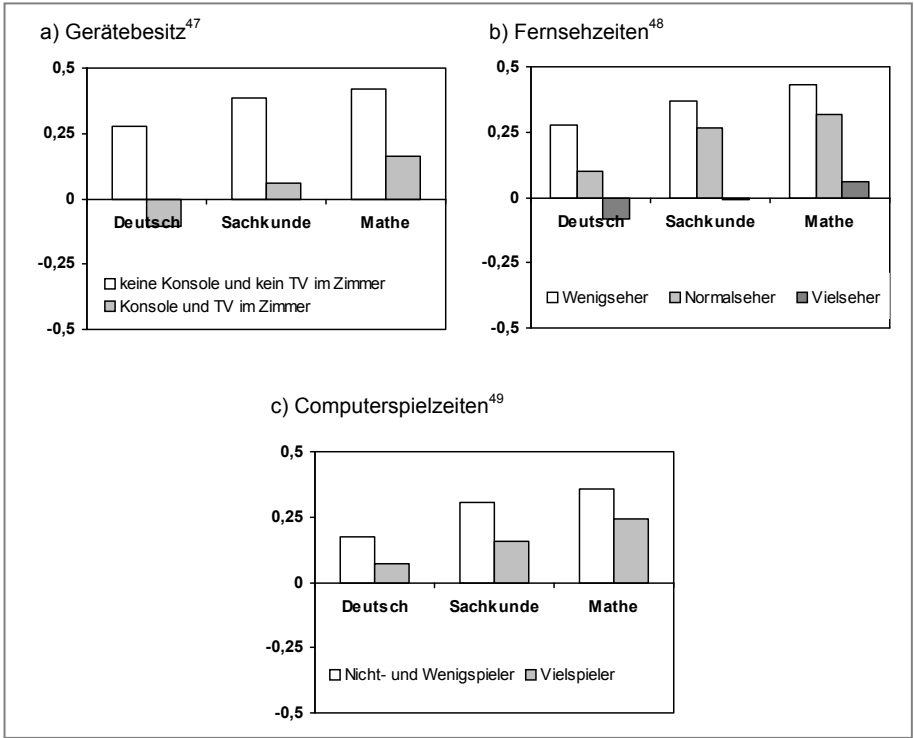 a) Gerätebesitz47
0,5
0,25
0
-0,25
-0,5
Deutsch Sachkunde Mathe
keine Konsole und kein TV im Zimmer
Konsole und TV im Zimmer
b) Fernsehzeiten48
0,5
0,25
0
-0,25
-0,5
Deutsch Sachkunde Mathe
Wenigseher Normalseher Vielseher
c) Computerspielzeiten49
0,5
0,25
0
-0,25
-0,5
Deutsch Sachkunde Mathe
Nicht- und Wenigspieler Vielspieler